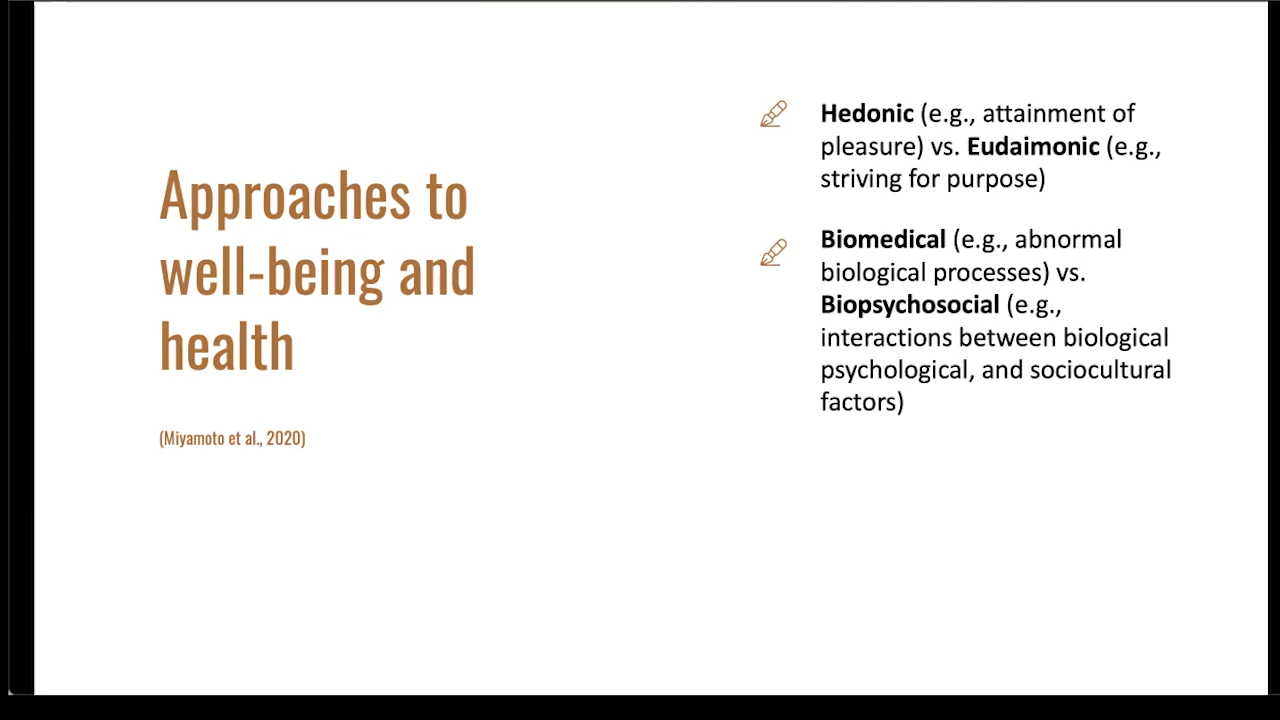 Approaches to
well-being and
health
(Miyamoto et al., 2020)
Hedonic (e.g., attainment of
pleasure) vs. Eudaimonic (e.g.,
striving for purpose)
Biomedical (e.g., abnormal
biological processes) vs.
Biopsychosocial (e.g.,
interactions between biological
psychological, and sociocultural
factors)